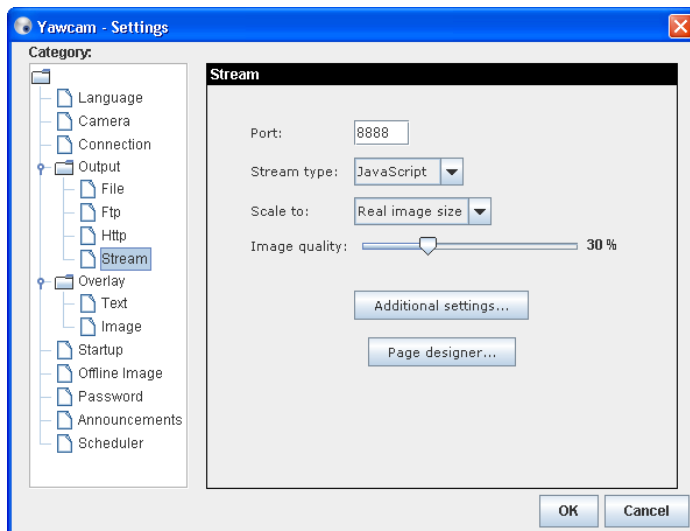 Yawcam - Settings
Category:
Language
Camera
Connection
Output
File
Ftp
Http
Stream
Overlay
Text
Image
Startup
Offline Image
Password
Announcements
Scheduler
Stream
Port: 8888
Stream type: JavaScript
Scale to: Real image size
Image quality: 30 %
Additional settings...
Page designer...
OK Cancel